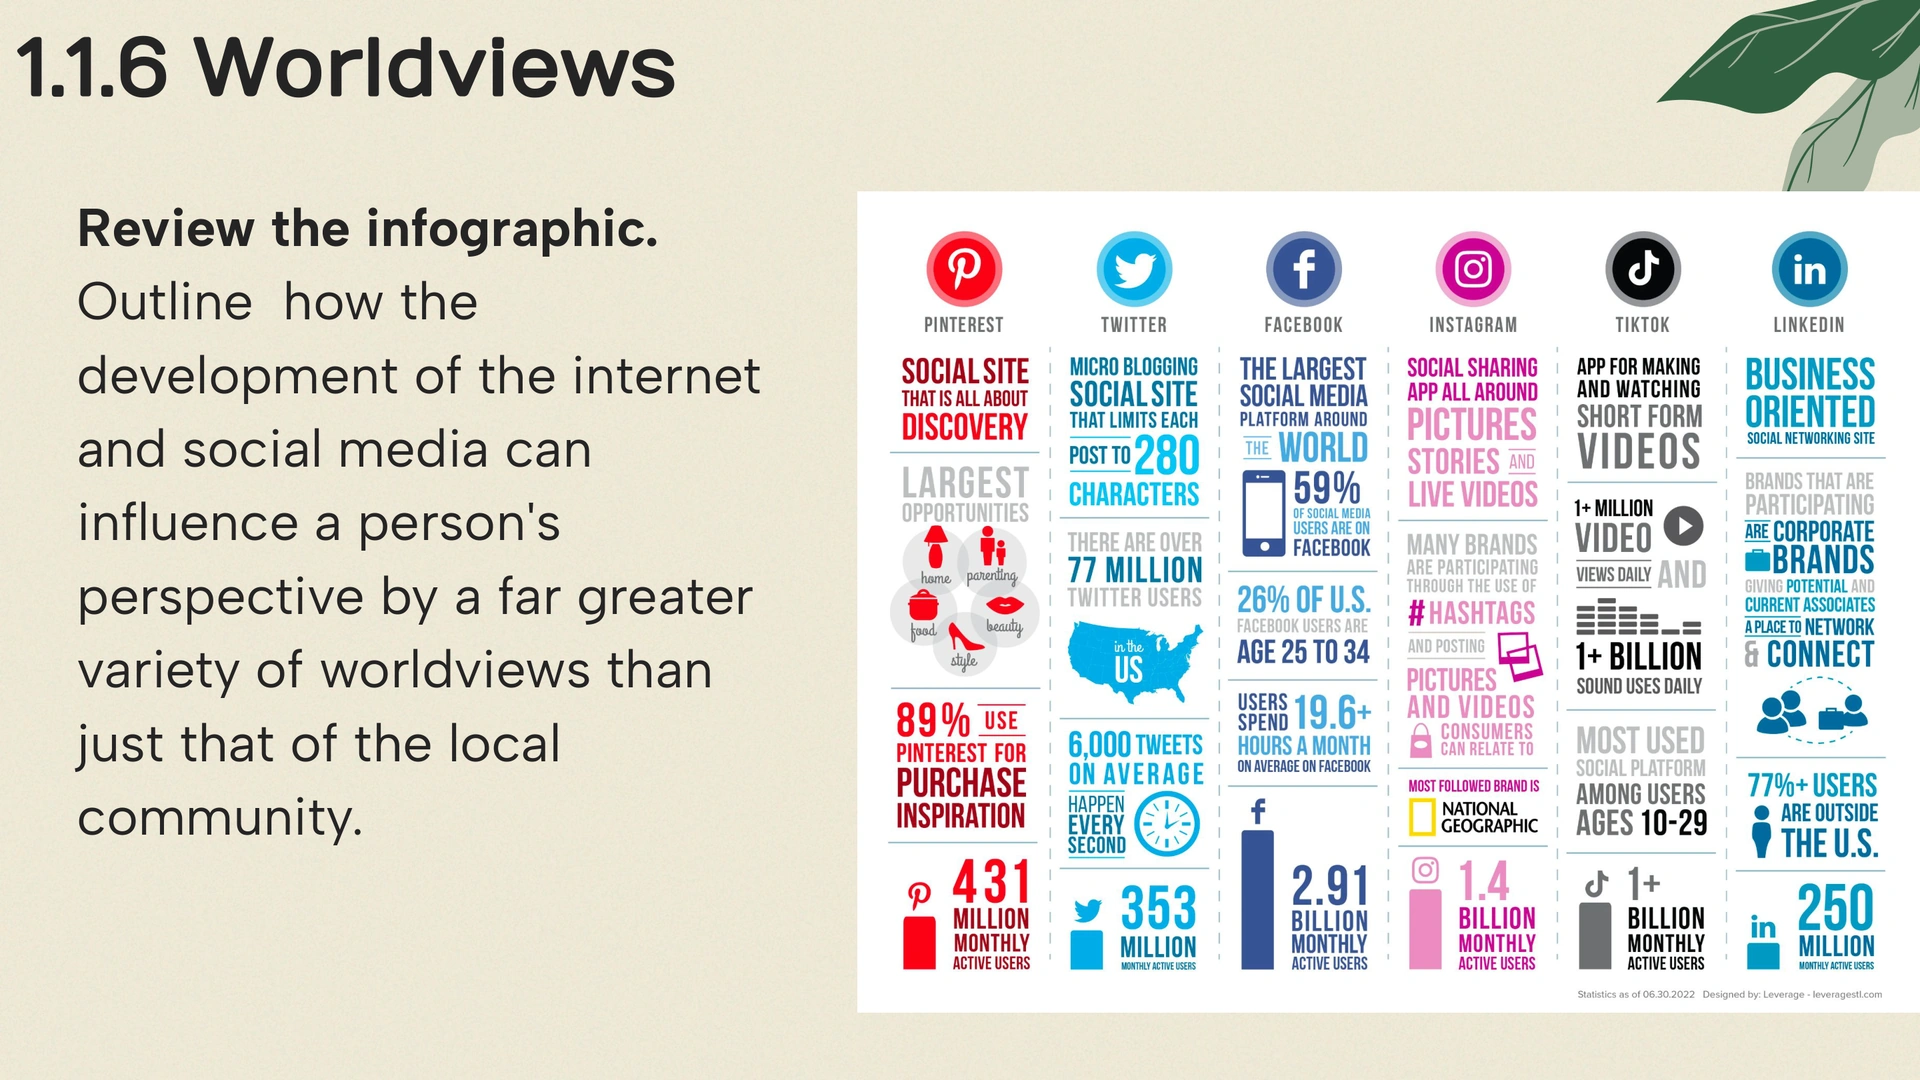 1.1.6 Worldviews
Review the infographic.
Outline  how the
development of the internet
and social media can
influence a person's
perspective by a far greater
variety of worldviews than
just that of the local
community.
PINTEREST
SOCIAL SITE
THAT IS ALL ABOUT
DISCOVERY
LARGEST
OPPORTUNITIES
home
parenting
food
beauty
style
89% USE
PINTEREST FOR
PURCHASE
INSPIRATION
431
MILLION
MONTHLY
ACTIVE USERS
TWITTER
MICRO BLOGGING
SOCIAL SITE
THAT LIMITS EACH
POST TO 280
CHARACTERS
THERE ARE OVER
77 MILLION
TWITTER USERS
in the
US
6,000 TWEETS
ON AVERAGE
HAPPEN
EVERY
SECOND
353
MILLION
MONTHLY ACTIVE USERS
FACEBOOK
THE LARGEST
SOCIAL MEDIA
PLATFORM AROUND
THE WORLD
59%
OF SOCIAL MEDIA
USERS ARE ON
FACEBOOK
26% OF U.S.
FACEBOOK USERS ARE
AGE 25 TO 34
USERS
SPEND 19.6+
HOURS A MONTH
ON AVERAGE ON FACEBOOK
2.91
BILLION
MONTHLY
ACTIVE USERS
INSTAGRAM
SOCIAL SHARING
APP ALL AROUND
PICTURES
STORIES AND
LIVE VIDEOS
MANY BRANDS
ARE PARTICIPATING
THROUGH THE USE OF
# HASHTAGS
AND POSTING
PICTURES
AND VIDEOS
CONSUMERS
CAN RELATE TO
MOST FOLLOWED BRAND IS
NATIONAL
GEOGRAPHIC
1.4
BILLION
MONTHLY
ACTIVE USERS
TIKTOK
APP FOR MAKING
AND WATCHING
SHORT FORM
VIDEOS
1+ MILLION
VIDEO
VIEWS DAILY AND
1+ BILLION
SOUND USES DAILY
MOST USED
SOCIAL PLATFORM
AMONG USERS
AGES 10-29
1+
BILLION
MONTHLY
ACTIVE USERS
in
LINKEDIN
BUSINESS
ORIENTED
SOCIAL NETWORKING SITE
BRANDS THAT ARE
PARTICIPATING
ARE CORPORATE
BRANDS
GIVING POTENTIAL AND
CURRENT ASSOCIATES
A PLACE TO NETWORK
& CONNECT
77%+ USERS
ARE OUTSIDE
THE U.S.
in
250
MILLION
MONTHLY ACTIVE USERS
Statistics as of 06.30.2022   Designed by: Leverage - leveragestl.com